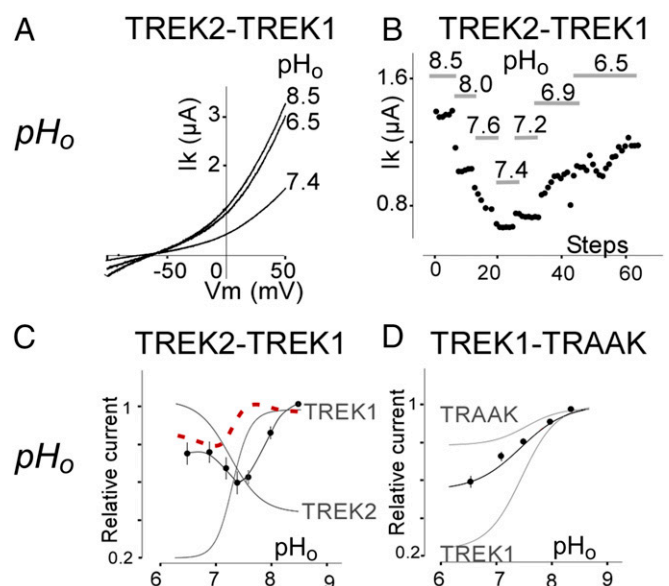 A TREK2-TREK1
B TREK2-TREK1
pHo
pHo
8.5
6.5
7.4
Ik (µA)
3
2
-50 0 50
Vm (mV)
pHo
8.5
8.0
7.6
7.4
7.2
6.9
6.5
1.6
Ik (µA)
0.8
Steps
0 20 40 60
C TREK2-TREK1
D TREK1-TRAAK
pHo
Relative current
1
0.2
TREK1
TREK2
pHo
6 7 8 9
Relative current
1
0.2
TRAAK
TREK1
pHo
6 7 8 9